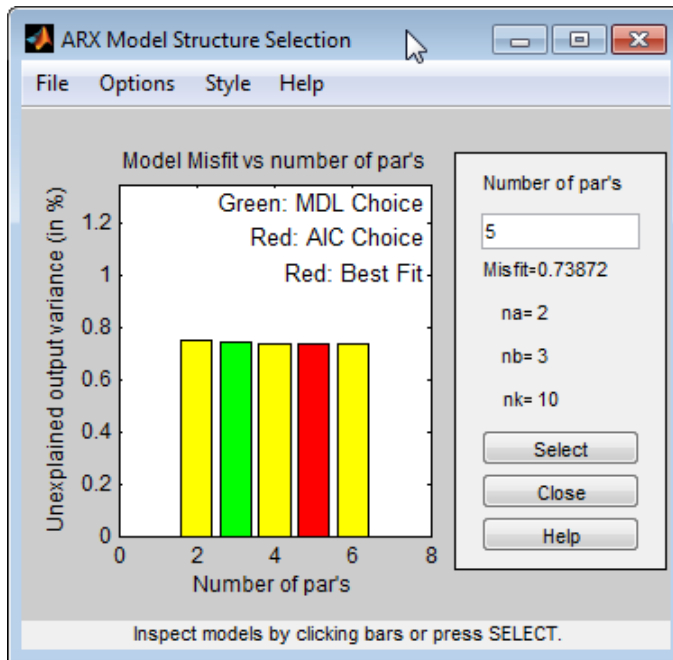 ARX Model Structure Selection
File Options Style Help
Model Misfit vs number of par's
Unexplained output variance (in %)
1.2
1
0.8
0.6
0.4
0.2
0
Green: MDL Choice
Red: AIC Choice
Red: Best Fit
0 2 4 6 8
Number of par's
Number of par's
5
Misfit=0.73872
na= 2
nb= 3
nk= 10
Select
Close
Help
Inspect models by clicking bars or press SELECT.